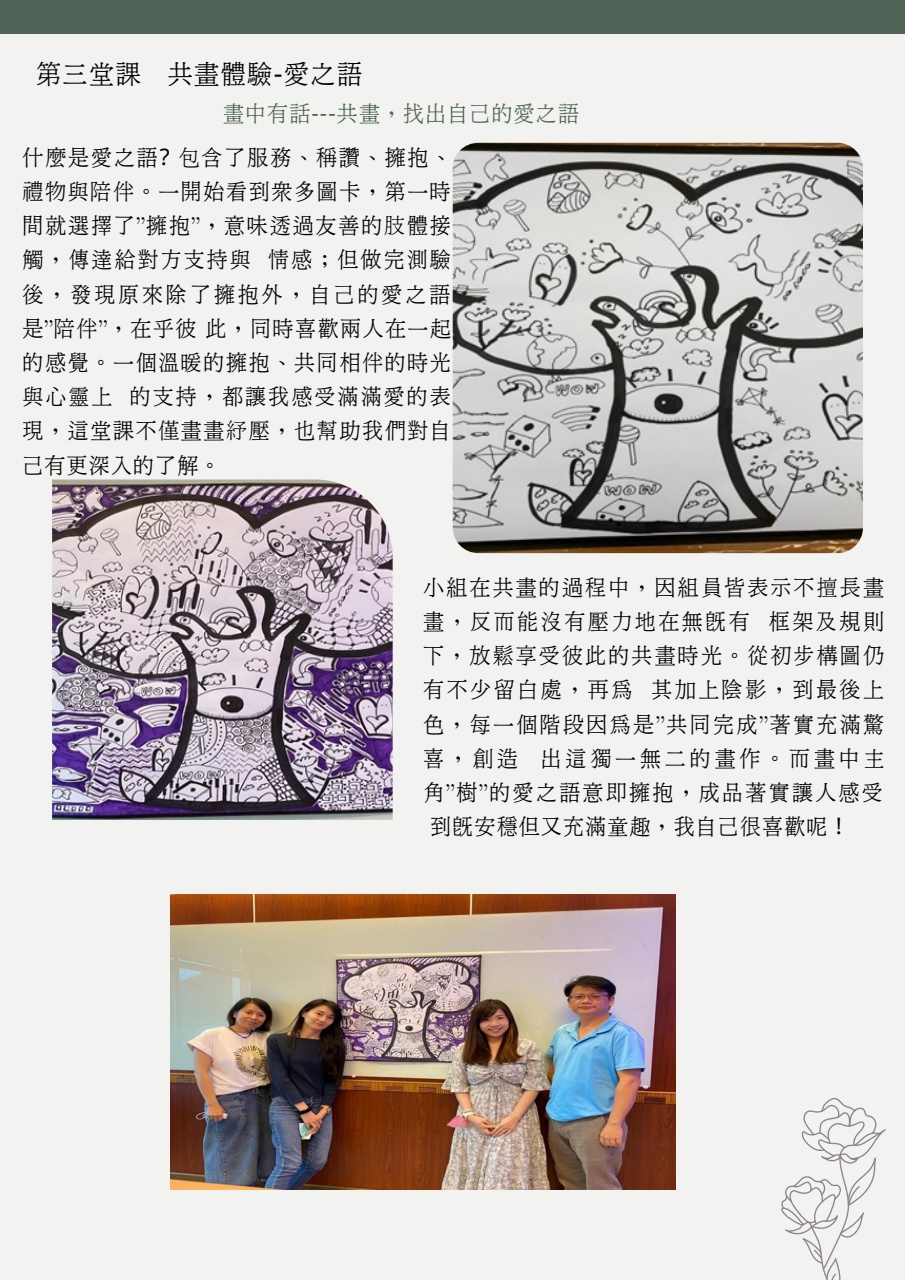 第三堂課　共畫體驗-愛之語
畫中有話---共畫，找出自己的愛之語
什麼是愛之語? 包含了服務、稱讚、擁抱、
禮物與陪伴。一開始看到眾多圖卡，第一時
間就選擇了”擁抱”，意味透過友善的肢體接
觸，傳達給對方支持與　情感；但做完測驗
後，發現原來除了擁抱外，自己的愛之語
是”陪伴”，在乎彼 此，同時喜歡兩人在一起
的感覺。一個溫暖的擁抱、共同相伴的時光
與心靈上　的支持，都讓我感受滿滿愛的表
現，這堂課不僅畫畫紓壓，也幫助我們對自
己有更深入的了解。
WOW
WOW
WOW
WOW
小組在共畫的過程中，因組員皆表示不擅長畫
畫，反而能沒有壓力地在無既有　框架及規則
下，放鬆享受彼此的共畫時光。從初步構圖仍
有不少留白處，再為　其加上陰影，到最後上
色，每一個階段因為是”共同完成”著實充滿驚
喜，創造　出這獨一無二的畫作。而畫中主
角”樹”的愛之語意即擁抱，成品著實讓人感受
到既安穩但又充滿童趣，我自己很喜歡呢！